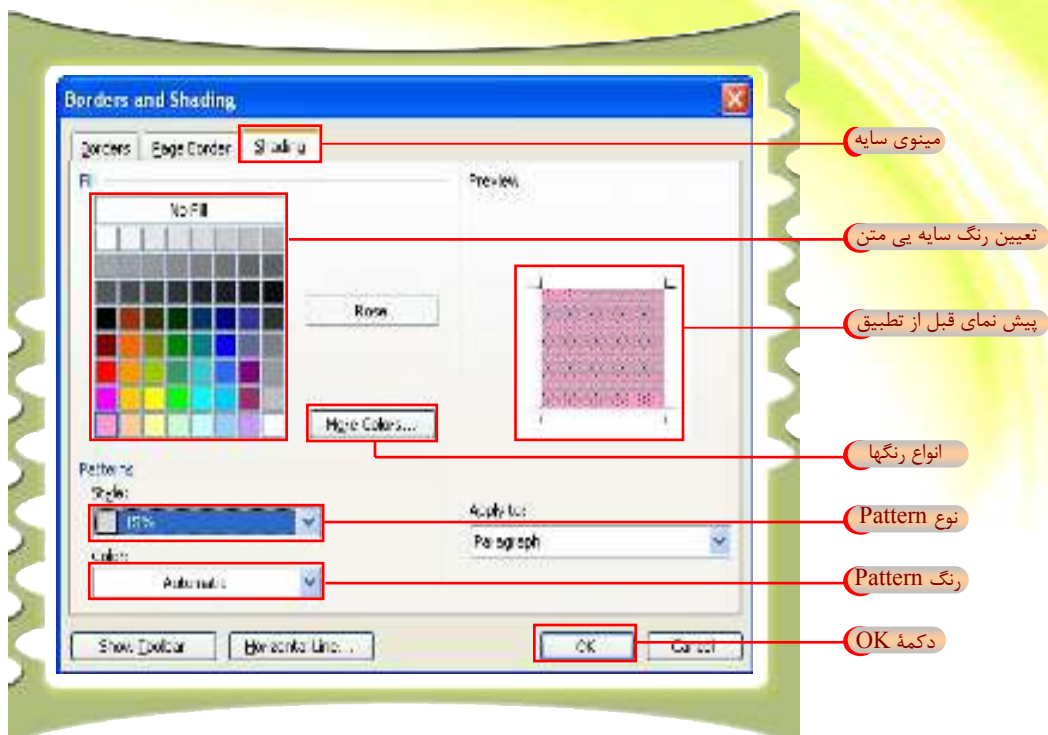 Borders and Shading
Borders Page Border Shading
مینوی سایه
Fill
Preview
No Fill
تعیین رنگ سایه یی متن
Rose
پیش نمای قبل از تطبیق
More Colors...
انواع رنگها
Patterns
Style:
Apply to:
15%
نوع Pattern
Paragraph
Color:
Automatic
رنگ Pattern
Show Toolbar
Horizontal Line...
OK
Cancel
دکمۀ OK